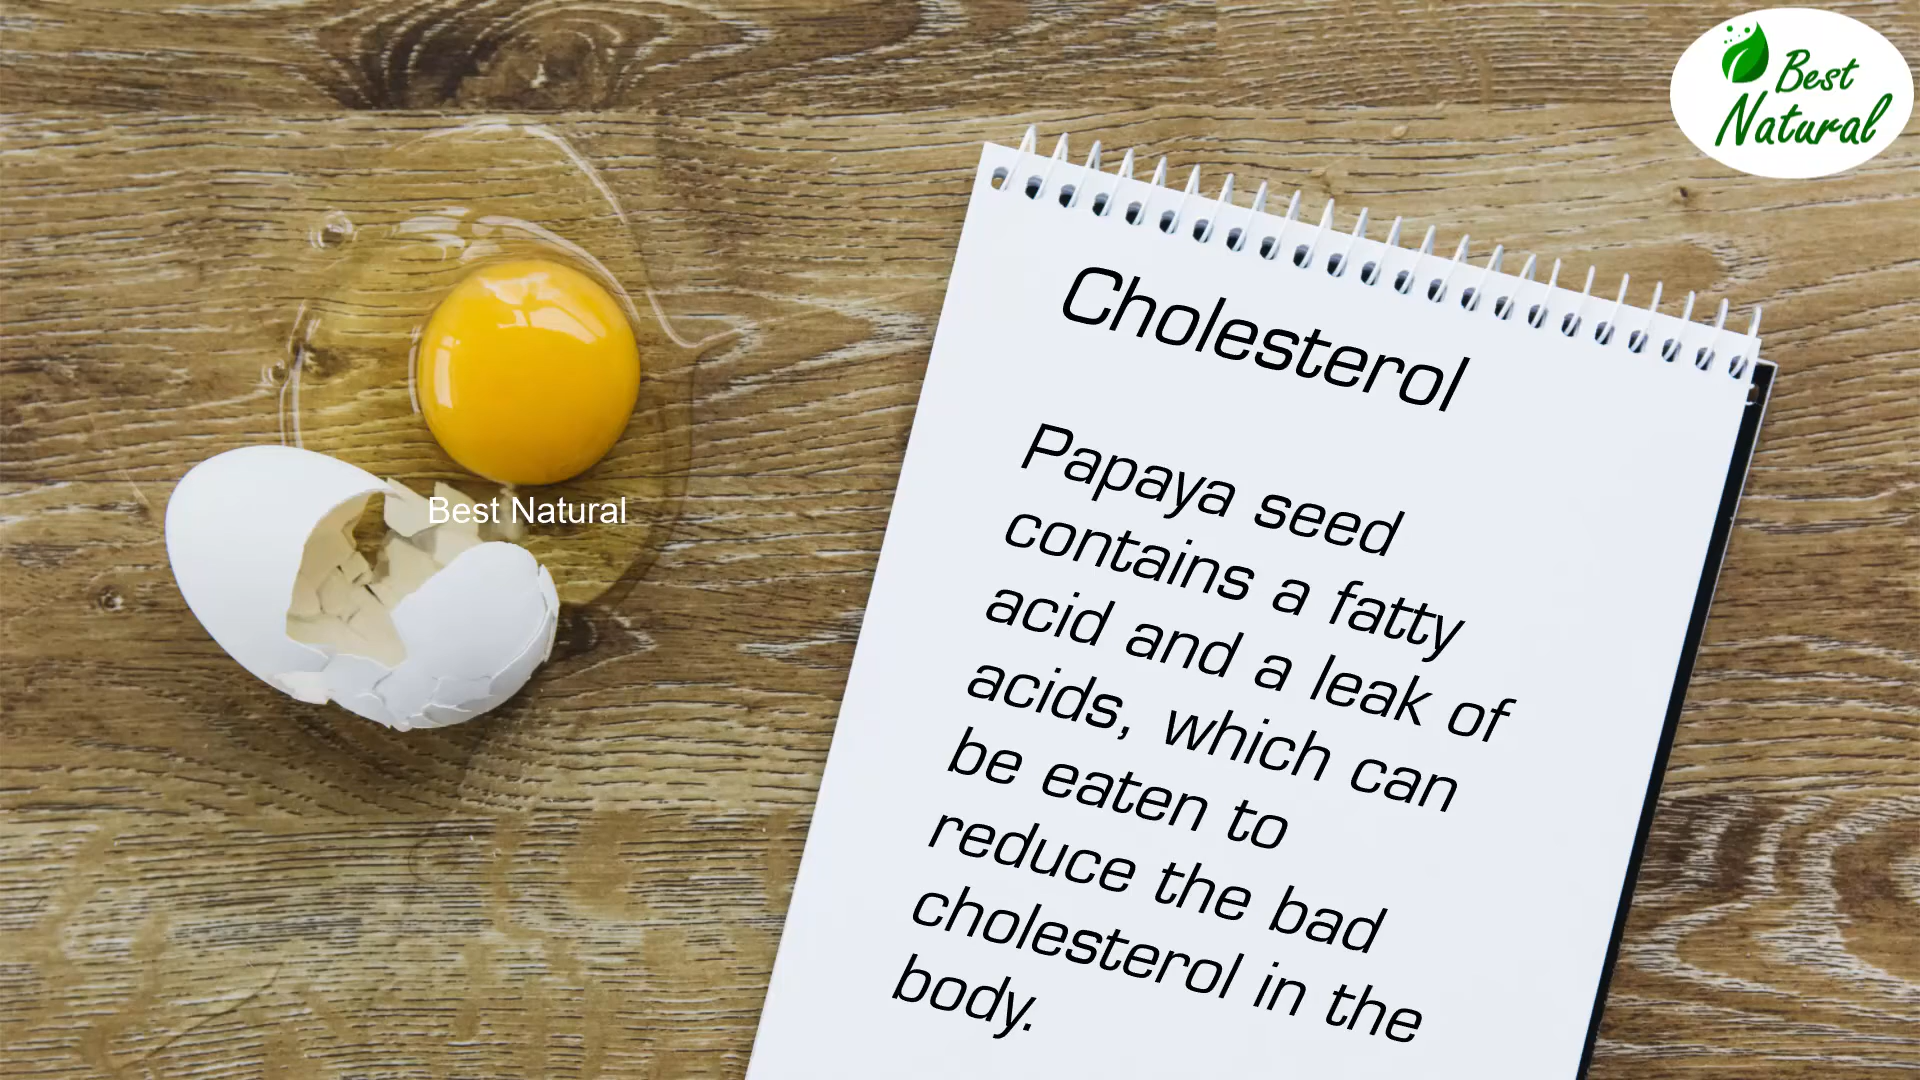 Best
Natural
Cholesterol
Papaya seed
contains a fatty
acid and a leak of
acids, which can
be eaten to
reduce the bad
cholesterol in the
body.
Best Natural